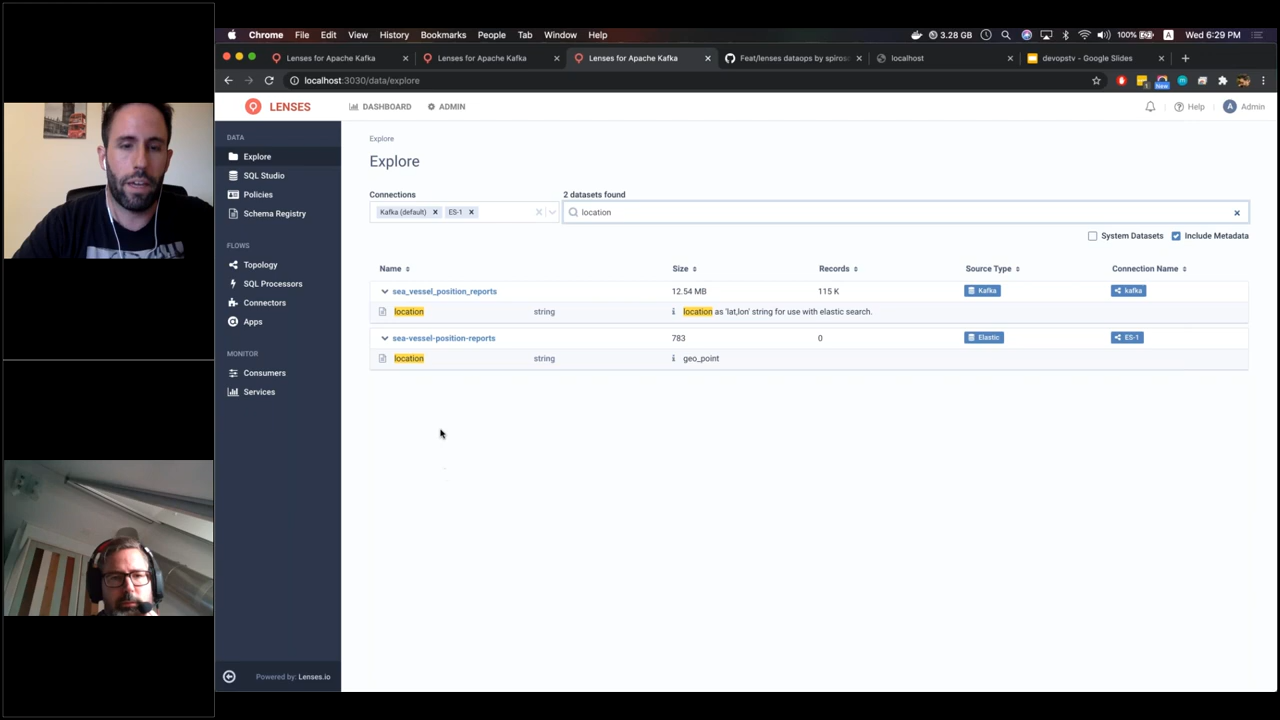 Chrome File Edit View History Bookmarks People Tab Window Help 3.28 GB 100% A Wed 6:29 PM
Lenses for Apache Kafka Lenses for Apache Kafka Lenses for Apache Kafka Feat/lenses dataops by spiros localhost devopstv - Google Slides
localhost:3030/data/explore New
LENSES DASHBOARD ADMIN Help A Admin
DATA
Explore
SQL Studio
Policies
Schema Registry
FLOWS
Topology
SQL Processors
Connectors
Apps
MONITOR
Consumers
Services
Powered by: Lenses.io
Explore
Explore
Connections 2 datasets found
Kafka (default) ES-1 location
System Datasets Include Metadata
Name Size Records Source Type Connection Name
sea_vessel_position_reports 12.54 MB 115 K Kafka kafka
location string location as 'lat,lon' string for use with elastic search.
sea-vessel-position-reports 783 0 Elastic ES-1
location string geo_point